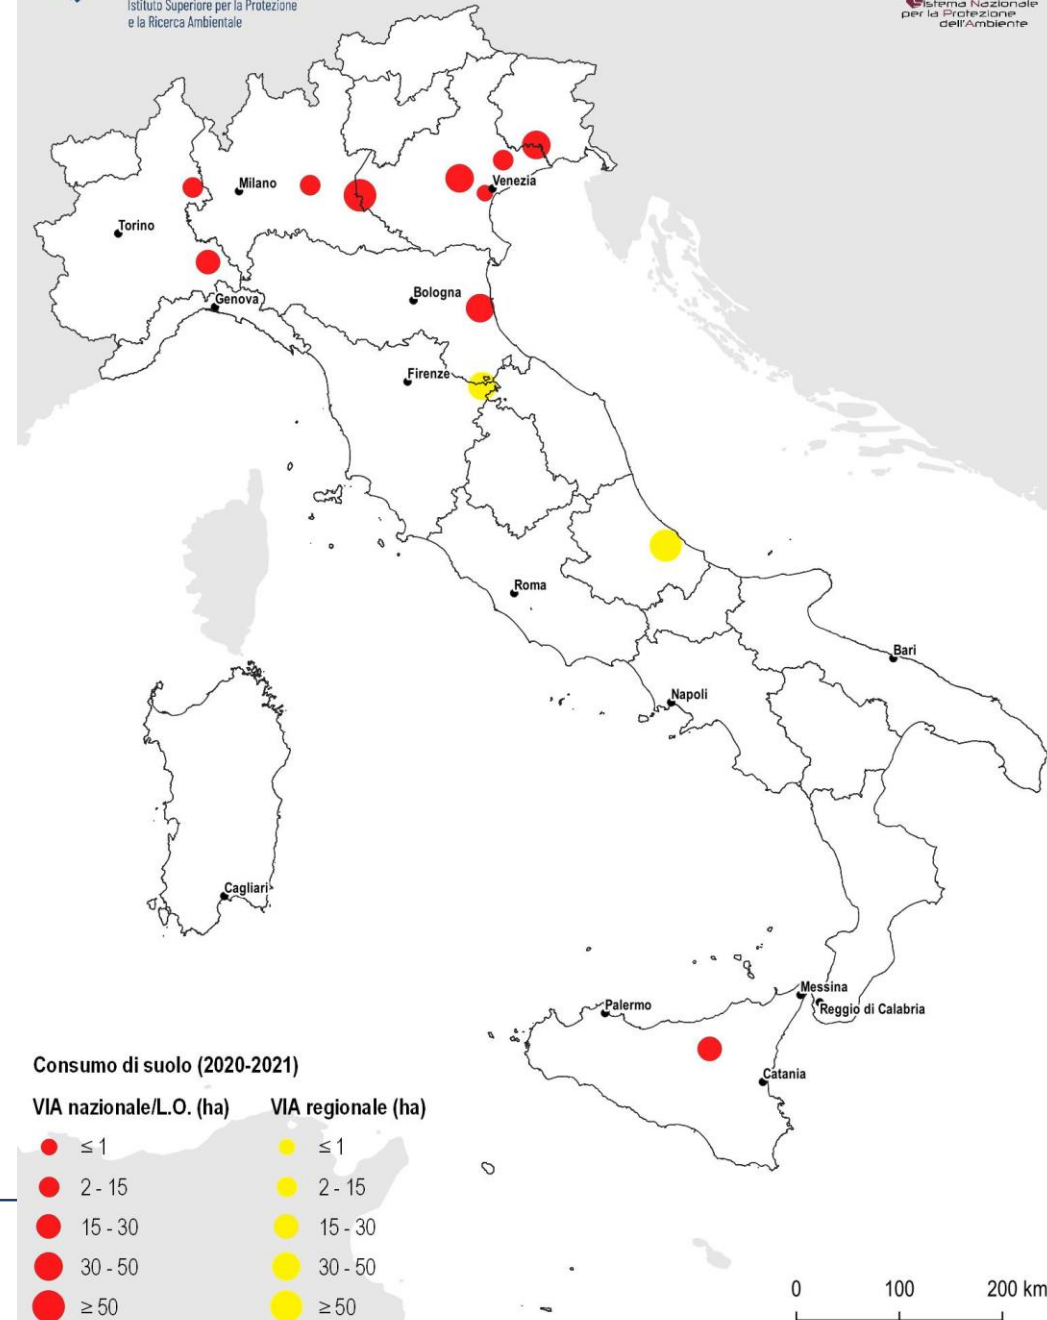 Istituto Superiore per la Protezione
e la Ricerca Ambientale
Sistema Nazionale
per la Protezione
dell'Ambiente
Milano
Venezia
Torino
Bologna
Genova
Firenze
Roma
Bari
Napoli
Cagliari
Messina
Palermo
Reggio di Calabria
Catania
Consumo di suolo (2020-2021)
VIA nazionale/L.O. (ha) VIA regionale (ha)
≤ 1 ≤ 1
2 - 15 2 - 15
15 - 30 15 - 30
30 - 50 30 - 50
≥ 50 ≥ 50
0 100 200 km